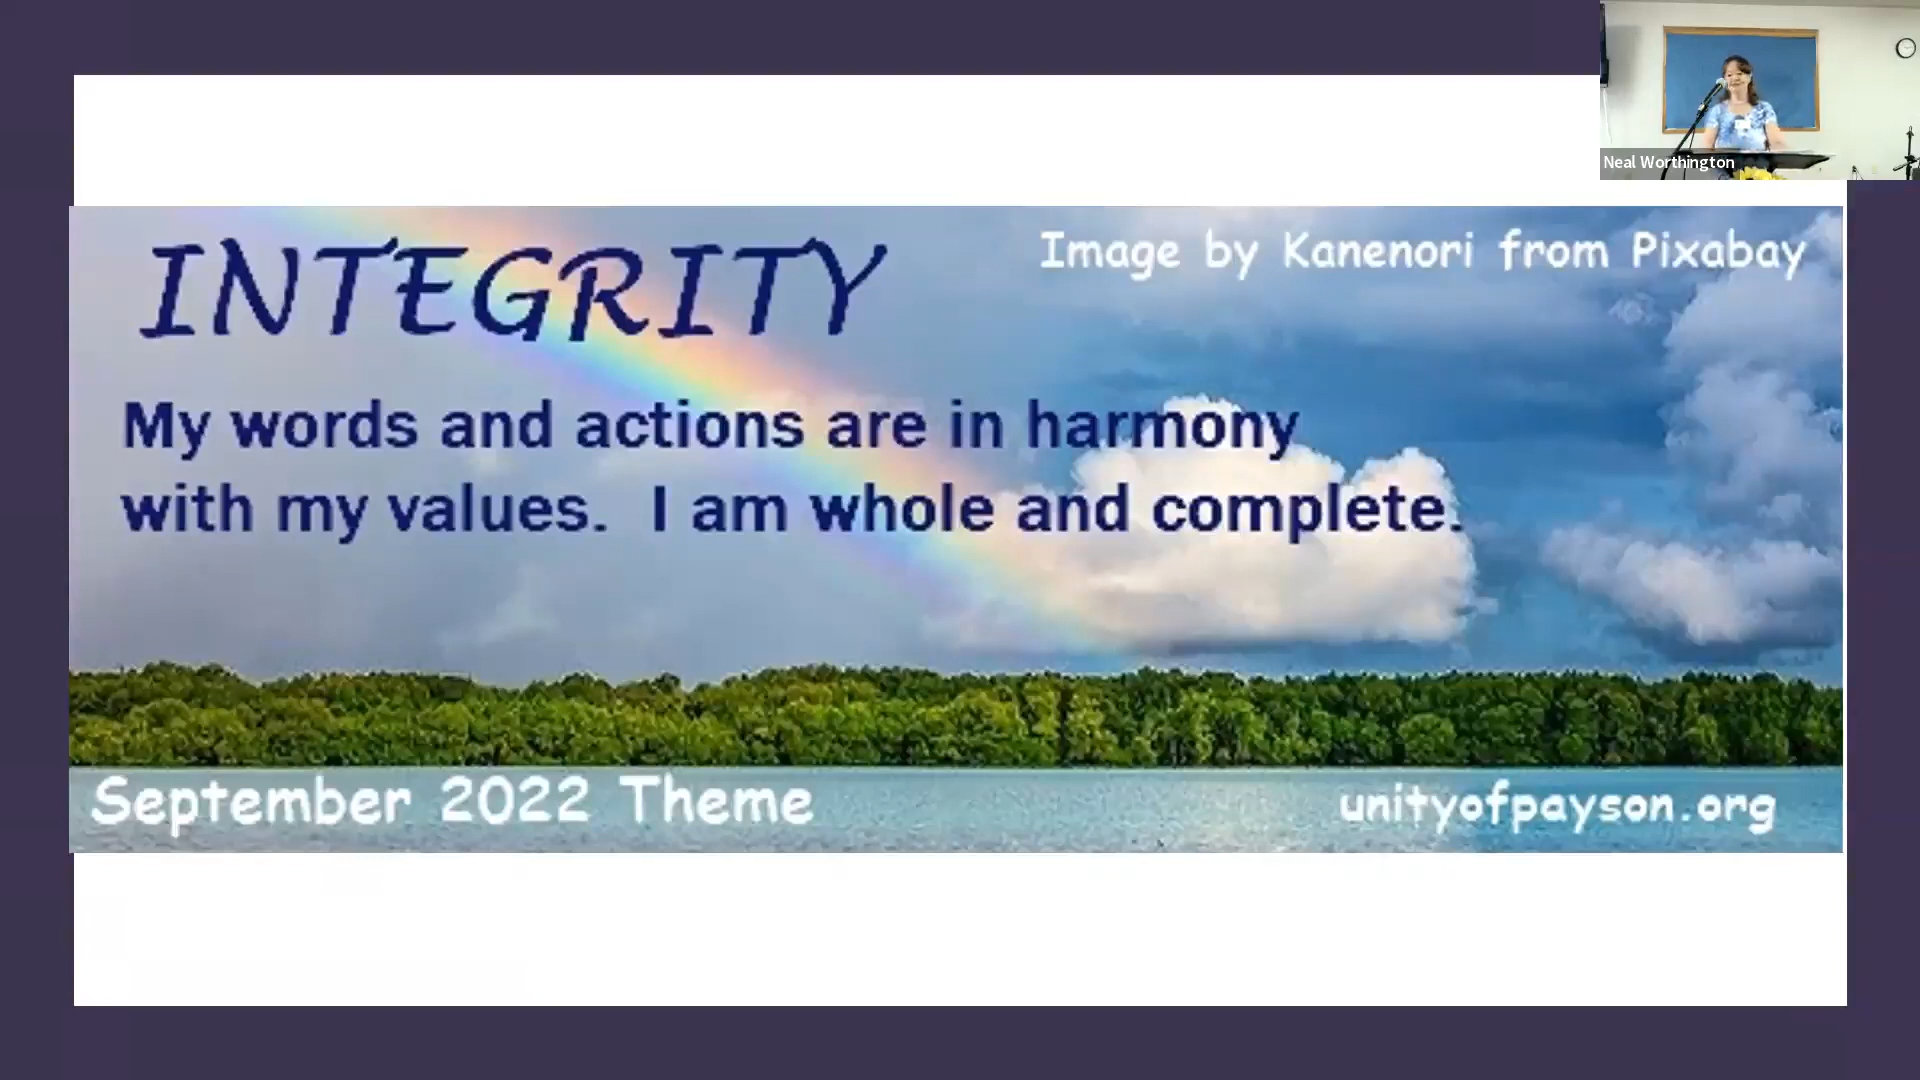 Neal Worthington
INTEGRITY
Image by Kanenori from Pixabay
My words and actions are in harmony
with my values. I am whole and complete.
September 2022 Theme
unityofpayson.org